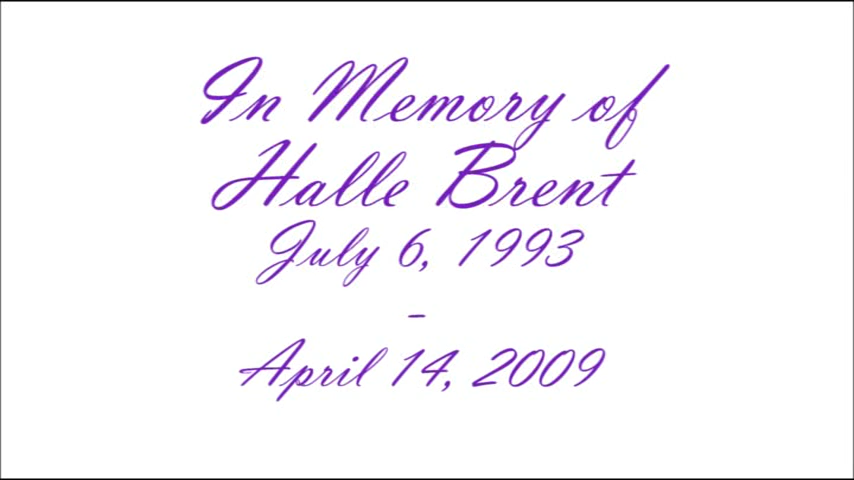 In Memory of
Halle Brent
July 6, 1993
-
April 14, 2009